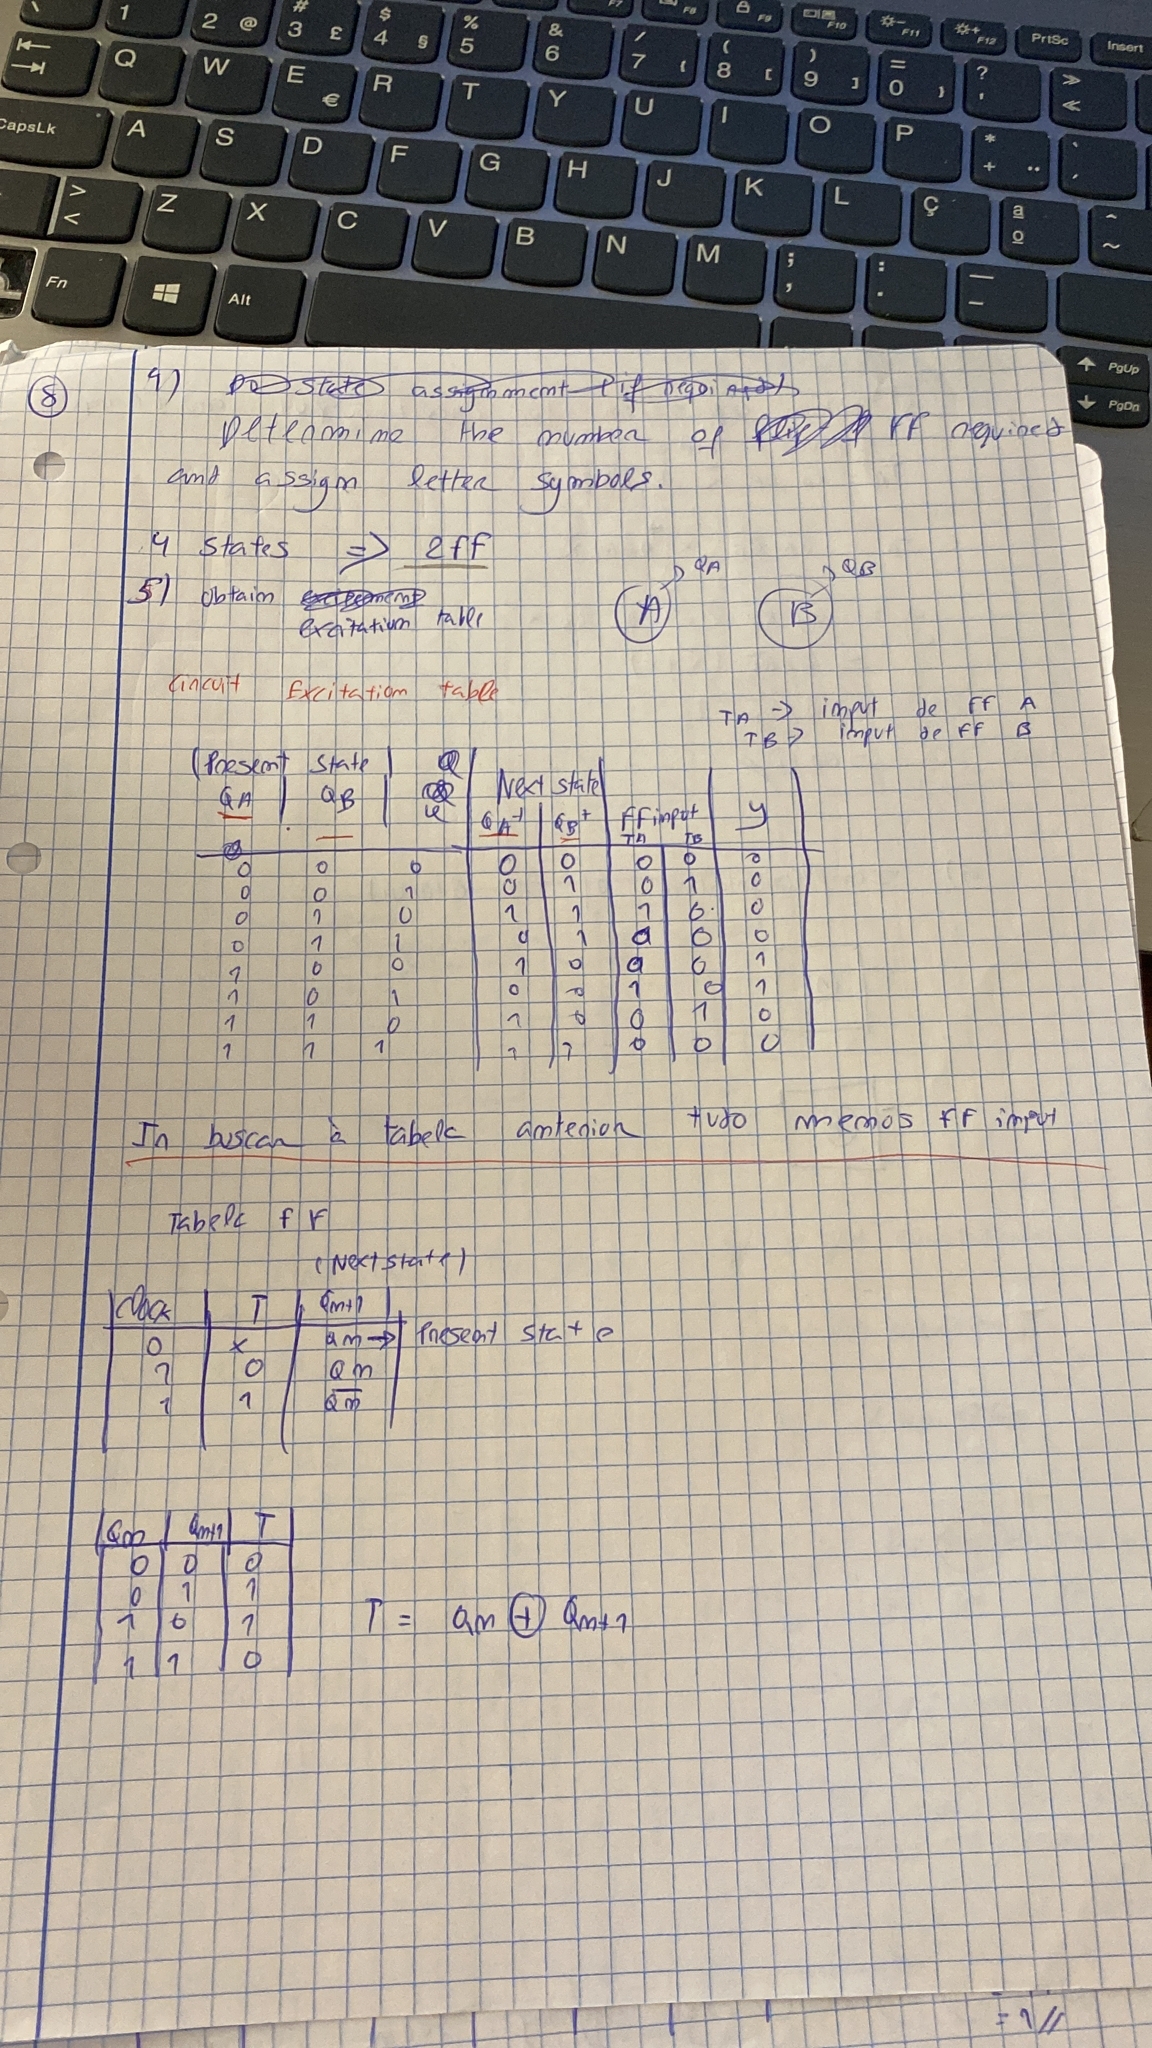 1 2 @ # 3 £ $ 4 § % 5 & 6 / 7 ( 8 [ ) 9 ] = 0 } ? ' » «
F7 F8 F9 F10 F11 F12 PrtSc Insert
Q W E € R T Y U I O P * + ¨ ` ´
CapsLk A S D F G H J K L Ç ª º ^ ~
> < Z X C V B N M ; , : . _ -
Fn Alt PgUp PgDn
8
4) Do State assignment (if required)
Determine the number of FF required
and assign letter symbols.
4 States => 2FF
5) obtain
excitation table
A QA B QB
Circuit Excitation table
TA -> input de FF A
TB -> input de FF B
Present State | Next state | FF input | y
QA | QB | x | QA+ | QB+ | TA | TB
0 0 0 0 0 0 0 0
0 0 1 0 1 0 1 0
0 1 0 1 1 1 0 0
0 1 1 0 1 0 0 0
1 0 0 1 0 0 0 1
1 0 1 0 0 1 0 1
1 1 0 1 0 0 1 0
1 1 1 1 1 0 0 0
In buscar à tabela anterior tudo menos FF input
Tabela FF
(Next state)
Clock | T | Qn+1
0 x Qn -> Present state
1 0 Qn
1 1 Q̅n̅
Qn | Qn+1 | T
0 0 0
0 1 1
1 0 1
1 1 0
T = Qn ⊕ Qn+1
= 1 //